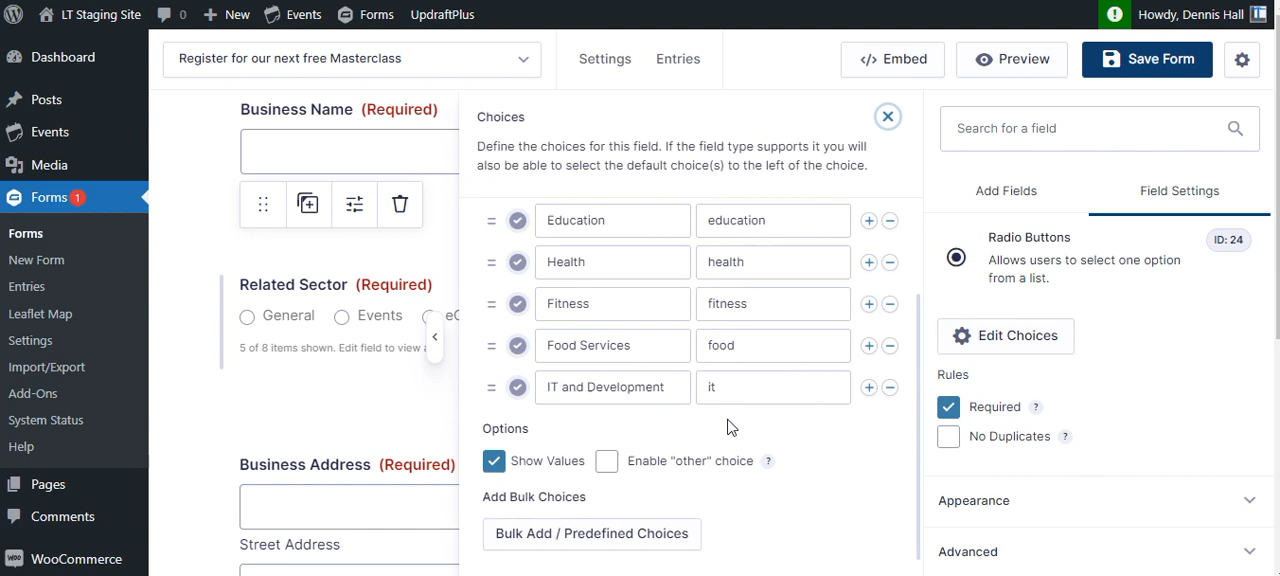 LT Staging Site
0
New
Events
Forms
UpdraftPlus
Howdy, Dennis Hall
Dashboard
Posts
Events
Media
Forms 1
Forms
New Form
Entries
Leaflet Map
Settings
Import/Export
Add-Ons
System Status
Help
Pages
Comments
WooCommerce
Register for our next free Masterclass
Settings
Entries
</> Embed
Preview
Save Form
Business Name (Required)
Related Sector (Required)
General
Events
5 of 8 items shown. Edit field to view
Business Address (Required)
Street Address
Choices
Define the choices for this field. If the field type supports it you will
also be able to select the default choice(s) to the left of the choice.
Education education
Health health
Fitness fitness
Food Services food
IT and Development it
Options
Show Values
Enable "other" choice ?
Add Bulk Choices
Bulk Add / Predefined Choices
Search for a field
Add Fields
Field Settings
Radio Buttons
ID: 24
Allows users to select one option
from a list.
Edit Choices
Rules
Required ?
No Duplicates ?
Appearance
Advanced